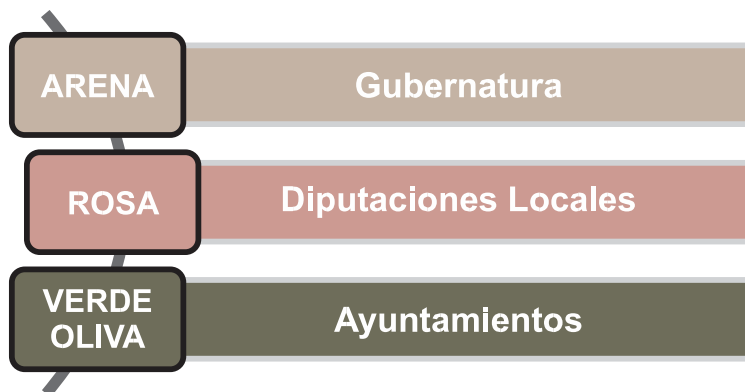 ARENA
Gubernatura
ROSA
Diputaciones Locales
VERDE
OLIVA
Ayuntamientos